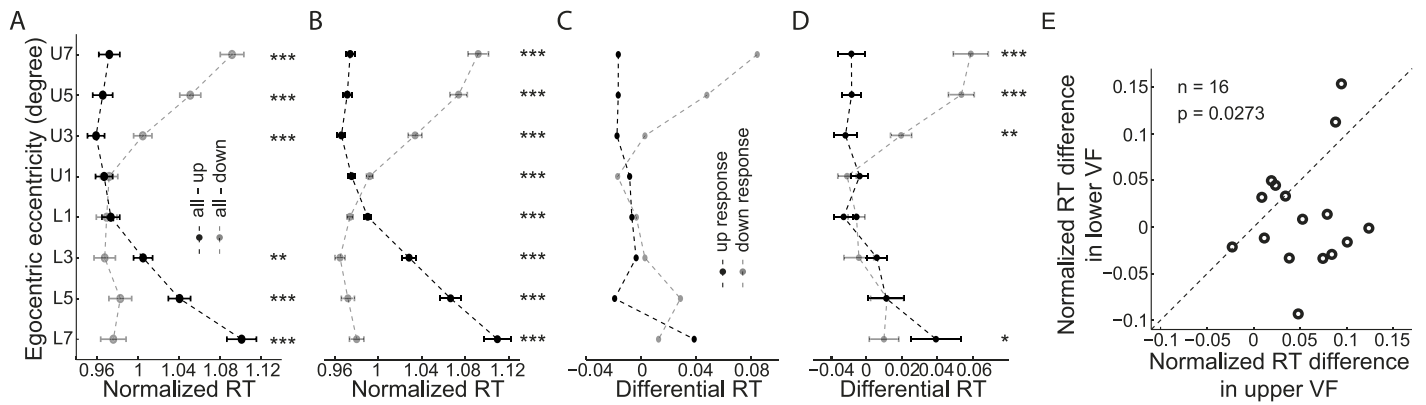 A
B
C
D
E
Egocentric eccentricity (degree)
U7
U5
U3
U1
L1
L3
L5
L7
***
***
***
**
***
***
all - up
all - down
0.96 1 1.04 1.08 1.12
Normalized RT
***
***
***
***
***
***
***
***
0.96 1 1.04 1.08 1.12
Normalized RT
up response
down response
−0.04 0 0.04 0.08
Differential RT
***
***
**
*
-0.04 0 0.02 0.06
Differential RT
n = 16
p = 0.0273
Normalized RT difference
in lower VF
0.15
0.10
0.05
0
−0.05
−0.1
−0.1 −0.05 0 0.05 0.10 0.15
Normalized RT difference
in upper VF